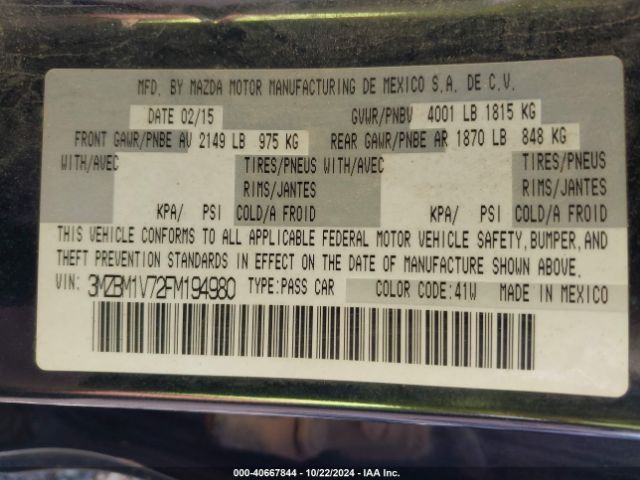 MFD. BY MAZDA MOTOR MANUFACTURING DE MEXICO S.A. DE C.V.
DATE 02/15 GVWR/PNBV 4001 LB 1815 KG
FRONT GAWR/PNBE AV 2149 LB 975 KG REAR GAWR/PNBE AR 1870 LB 848 KG
WITH/AVEC TIRES/PNEUS WITH/AVEC TIRES/PNEUS
RIMS/JANTES RIMS/JANTES
KPA/ PSI COLD/A FROID KPA/ PSI COLD/A FROID
THIS VEHICLE CONFORMS TO ALL APPLICABLE FEDERAL MOTOR VEHICLE SAFETY, BUMPER, AND
THEFT PREVENTION STANDARDS IN EFFECT ON THE DATE OF MANUFACTURE SHOWN ABOVE.
VIN: 3MZBM1V72FM194980 TYPE:PASS CAR COLOR CODE:41W MADE IN MEXICO
000-40667844 | 10/22/2024 | IAA Inc.